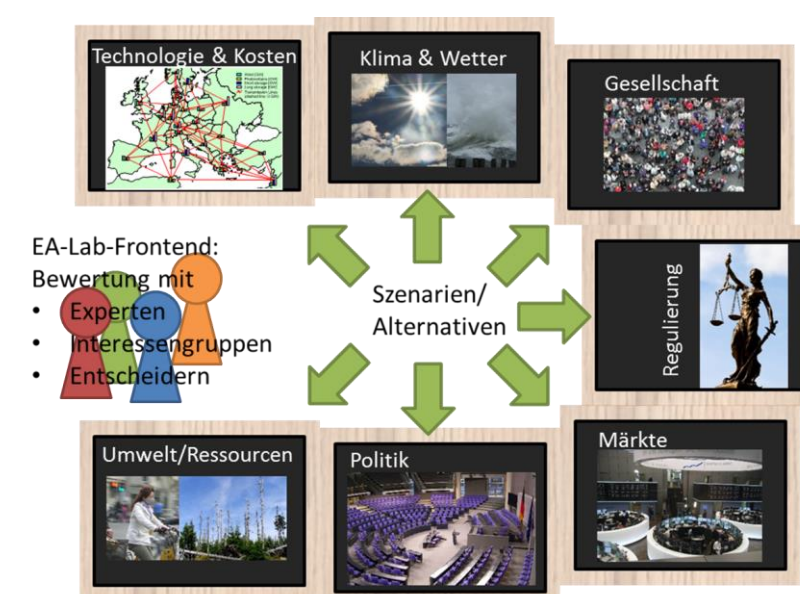 Technologie & Kosten
Klima & Wetter
Gesellschaft
EA-Lab-Frontend:
Bewertung mit
• Experten
• Interessengruppen
• Entscheidern
Szenarien/
Alternativen
Regulierung
Umwelt/Ressourcen
Politik
Märkte